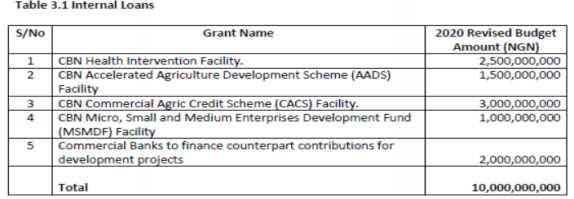 Table 3.1 Internal Loans
S/No Grant Name 2020 Revised Budget
Amount (NGN)
1 CBN Health Intervention Facility. 2,500,000,000
2 CBN Accelerated Agriculture Development Scheme (AADS) 1,500,000,000
Facility
3 CBN Commercial Agric Credit Scheme (CACS) Facility. 3,000,000,000
4 CBN Micro, Small and Medium Enterprises Development Fund 1,000,000,000
(MSMDF) Facility
5 Commercial Banks to finance counterpart contributions for
development projects 2,000,000,000
Total 10,000,000,000